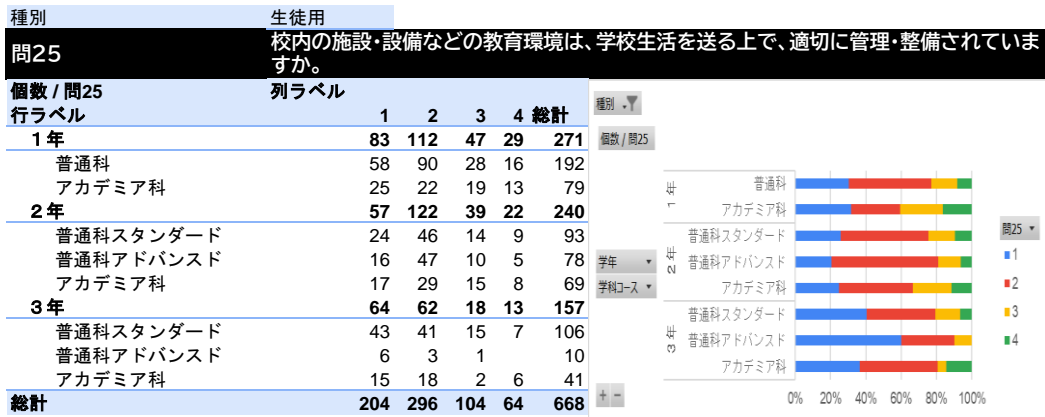 種別 生徒用
問25 校内の施設・設備などの教育環境は、学校生活を送る上で、適切に管理・整備されていま
すか。
個数 / 問25 列ラベル
行ラベル 1 2 3 4 総計
1年 83 112 47 29 271
普通科 58 90 28 16 192
アカデミア科 25 22 19 13 79
2年 57 122 39 22 240
普通科スタンダード 24 46 14 9 93
普通科アドバンスド 16 47 10 5 78
アカデミア科 17 29 15 8 69
3年 64 62 18 13 157
普通科スタンダード 43 41 15 7 106
普通科アドバンスド 6 3 1 10
アカデミア科 15 18 2 6 41
総計 204 296 104 64 668
種別
個数 / 問25
学年
学科コース
1年
普通科
アカデミア科
2年
普通科スタンダード
普通科アドバンスド
アカデミア科
3年
普通科スタンダード
普通科アドバンスド
アカデミア科
0% 20% 40% 60% 80% 100%
問25
1
2
3
4
+ -